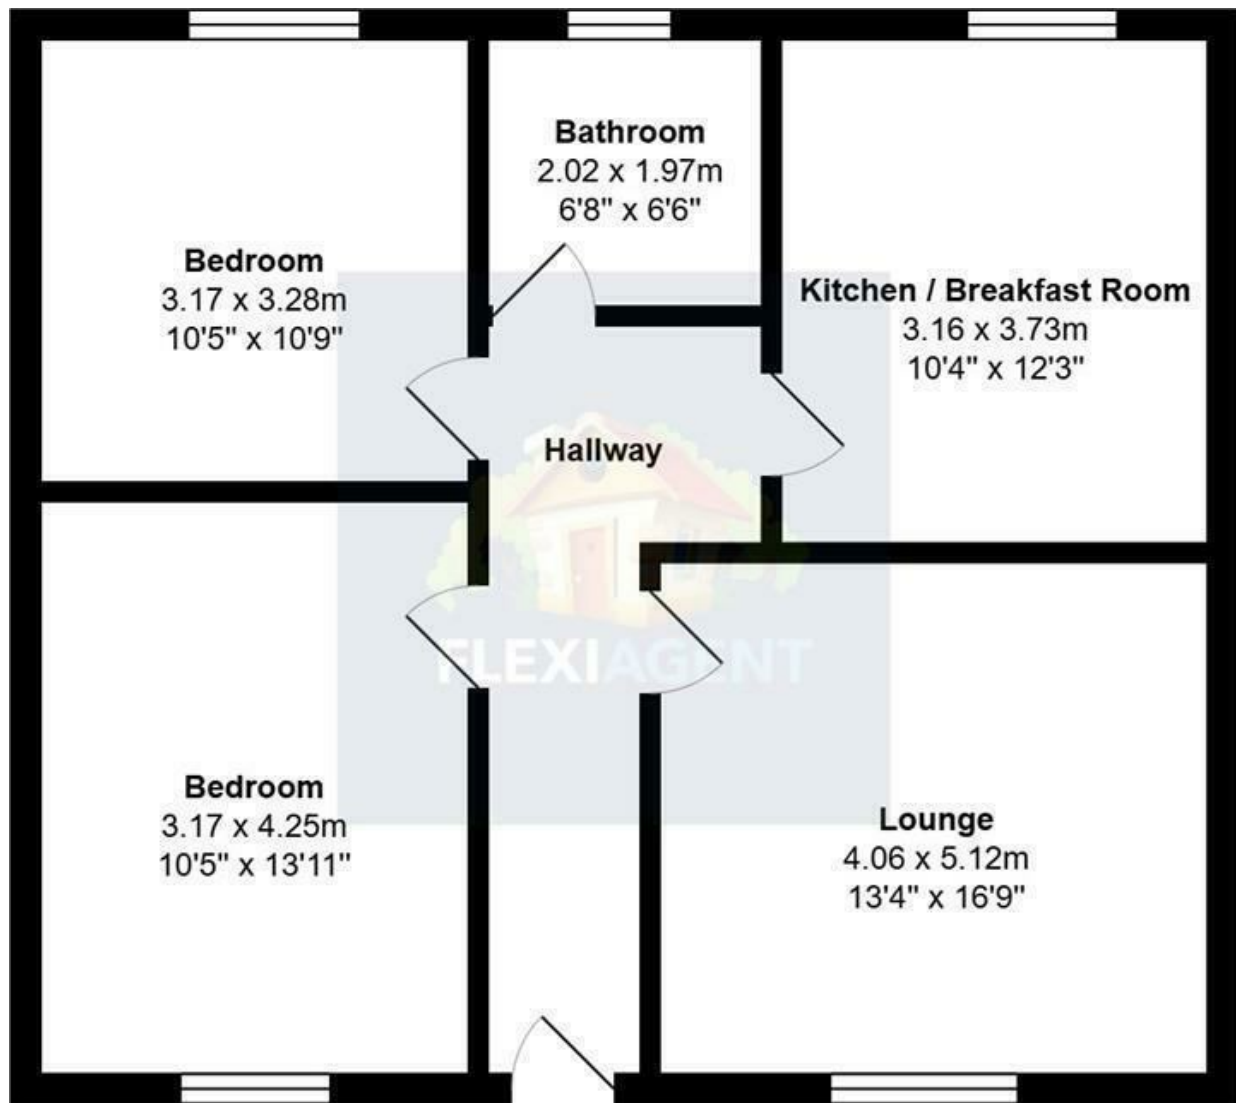 Bathroom
2.02 x 1.97m
6'8" x 6'6"
Bedroom
3.17 x 3.28m
10'5" x 10'9"
Kitchen / Breakfast Room
3.16 x 3.73m
10'4" x 12'3"
Hallway
FLEXIAGENT
Bedroom
3.17 x 4.25m
10'5" x 13'11"
Lounge
4.06 x 5.12m
13'4" x 16'9"